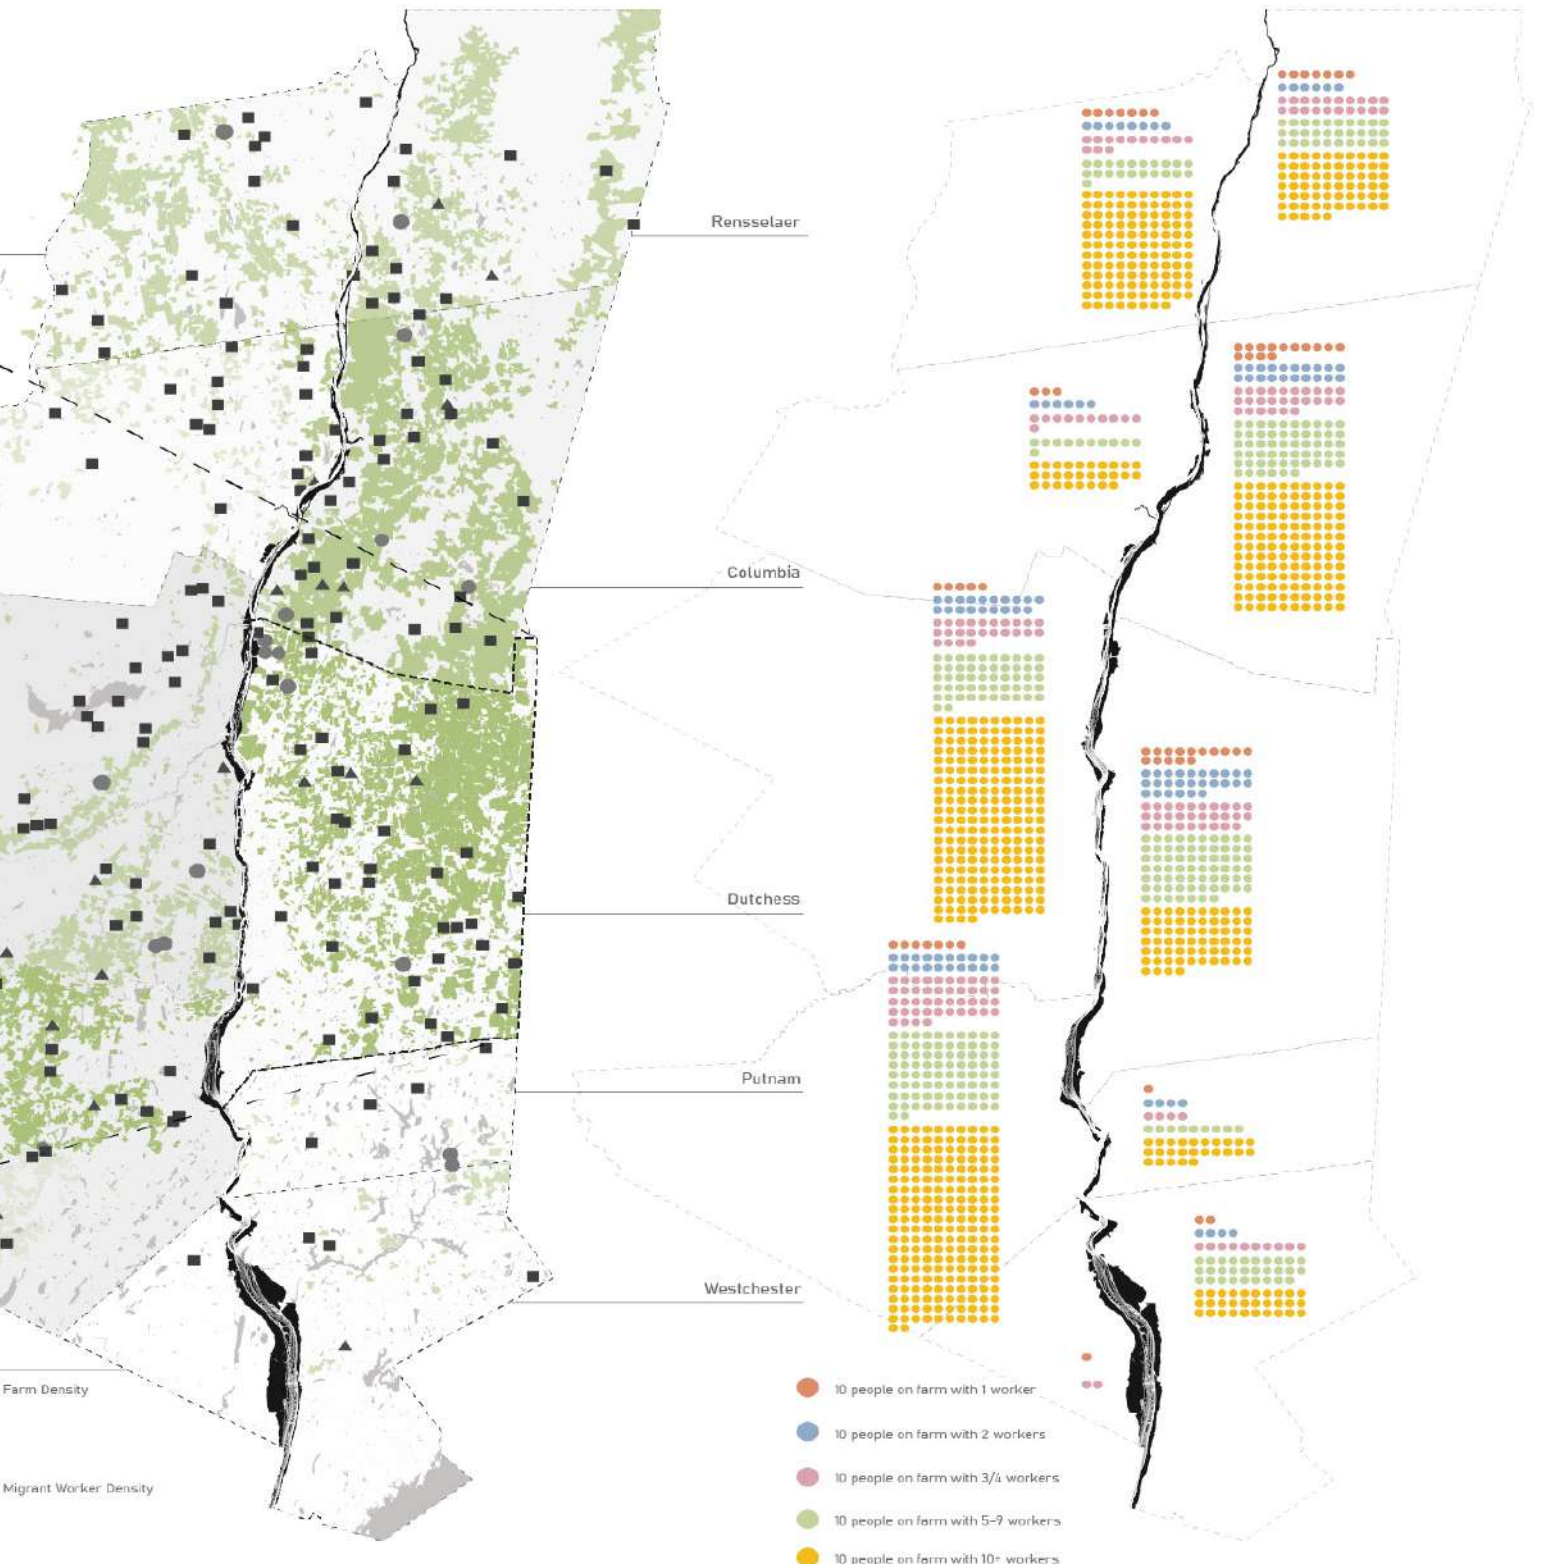 Rensselaer
Columbia
Dutchess
Putnam
Westchester
Farm Density
Migrant Worker Density
10 people on farm with 1 worker
10 people on farm with 2 workers
10 people on farm with 3/4 workers
10 people on farm with 5-9 workers
10 people on farm with 10+ workers